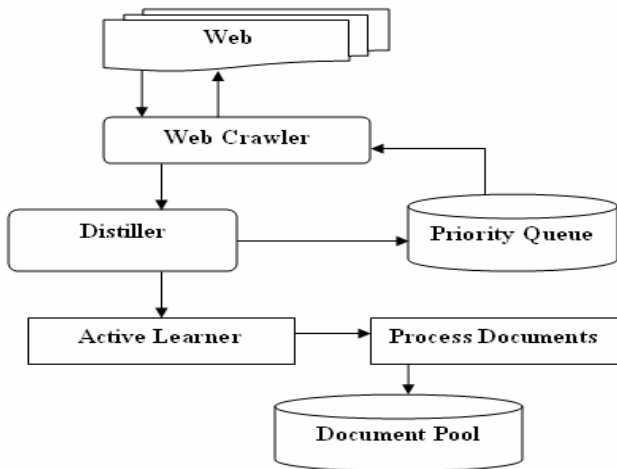 Web
Web Crawler
Distiller
Priority Queue
Active Learner
Process Documents
Document Pool